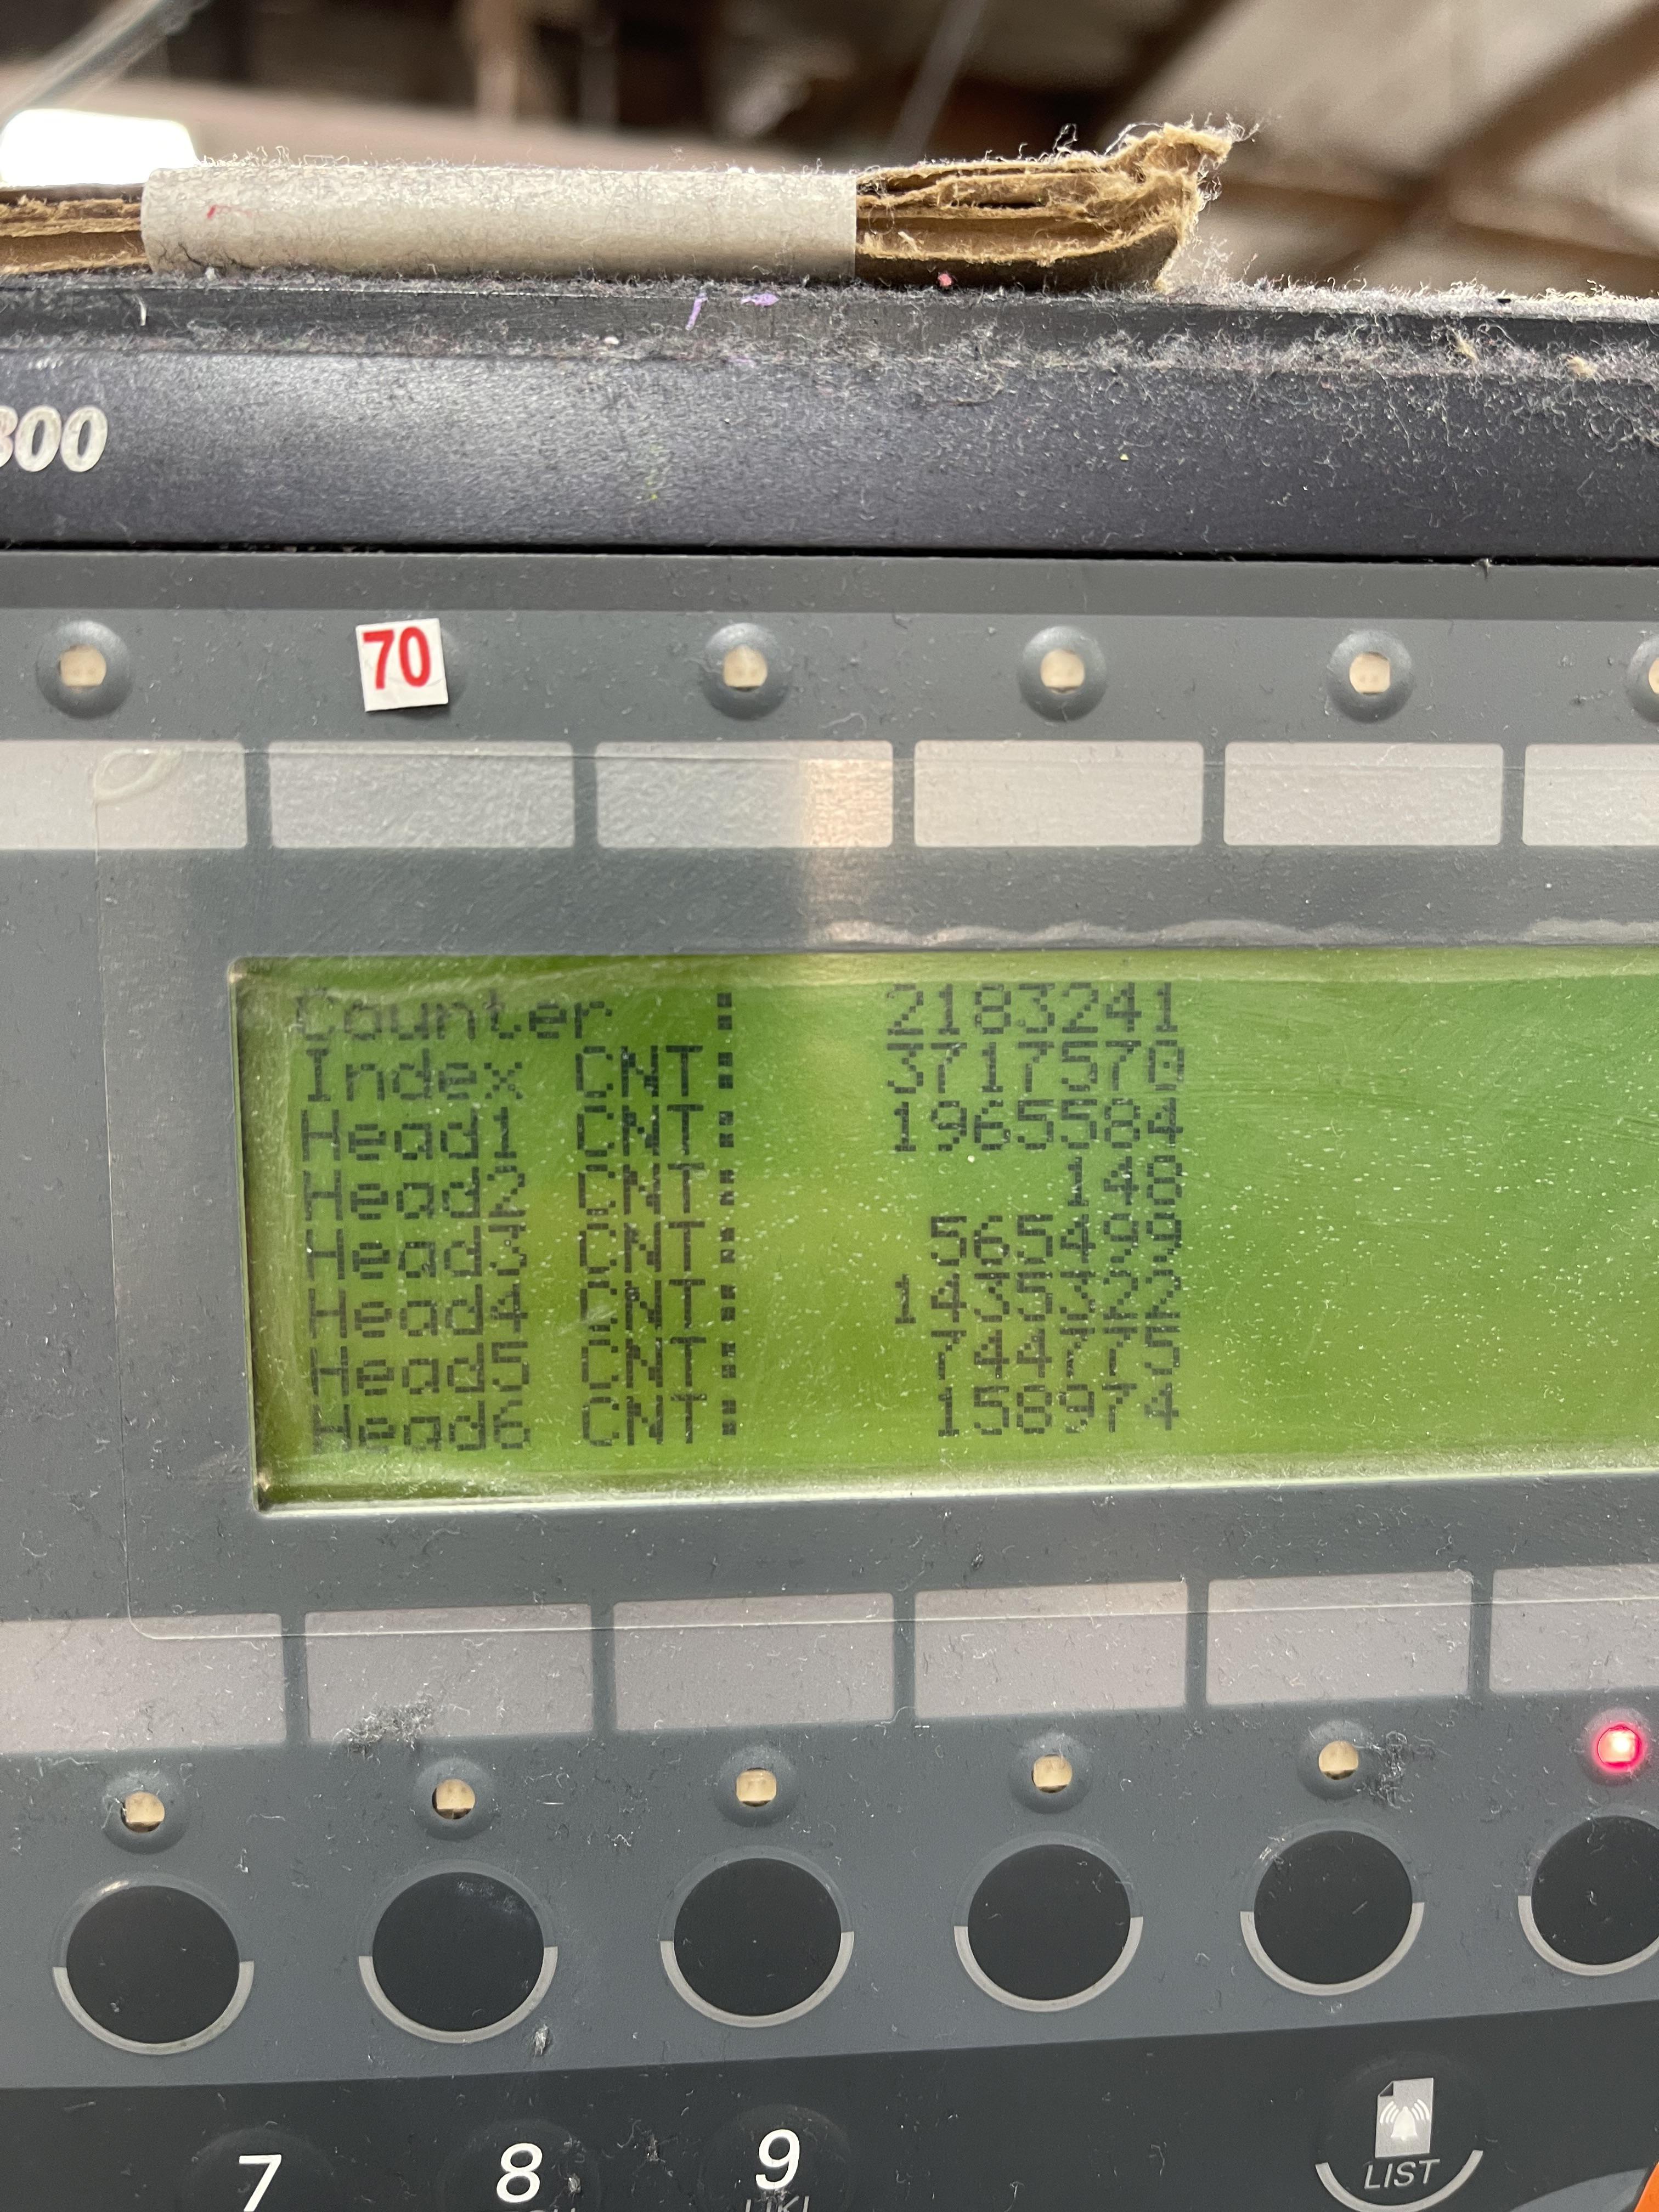 800
70
Counter : 2183241
Index CNT: 3717570
Head1 CNT: 1965584
Head2 CNT: 148
Head3 CNT: 565499
Head4 CNT: 1435322
Head5 CNT: 744775
Head6 CNT: 158974
7 8 9
LIST